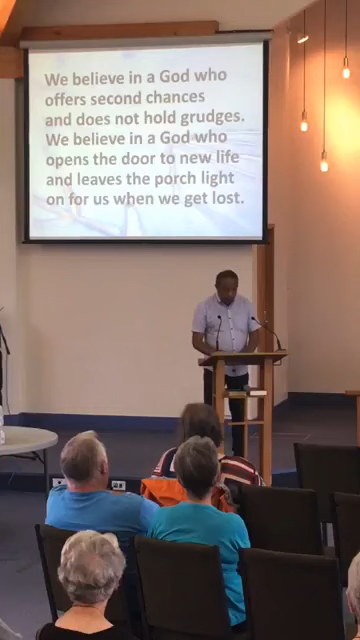 We believe in a God who
offers second chances
and does not hold grudges.
We believe in a God who
opens the door to new life
and leaves the porch light
on for us when we get lost.